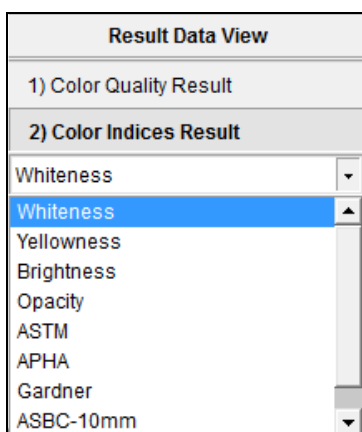 Result Data View
1) Color Quality Result
2) Color Indices Result
Whiteness
Whiteness
Yellowness
Brightness
Opacity
ASTM
APHA
Gardner
ASBC-10mm